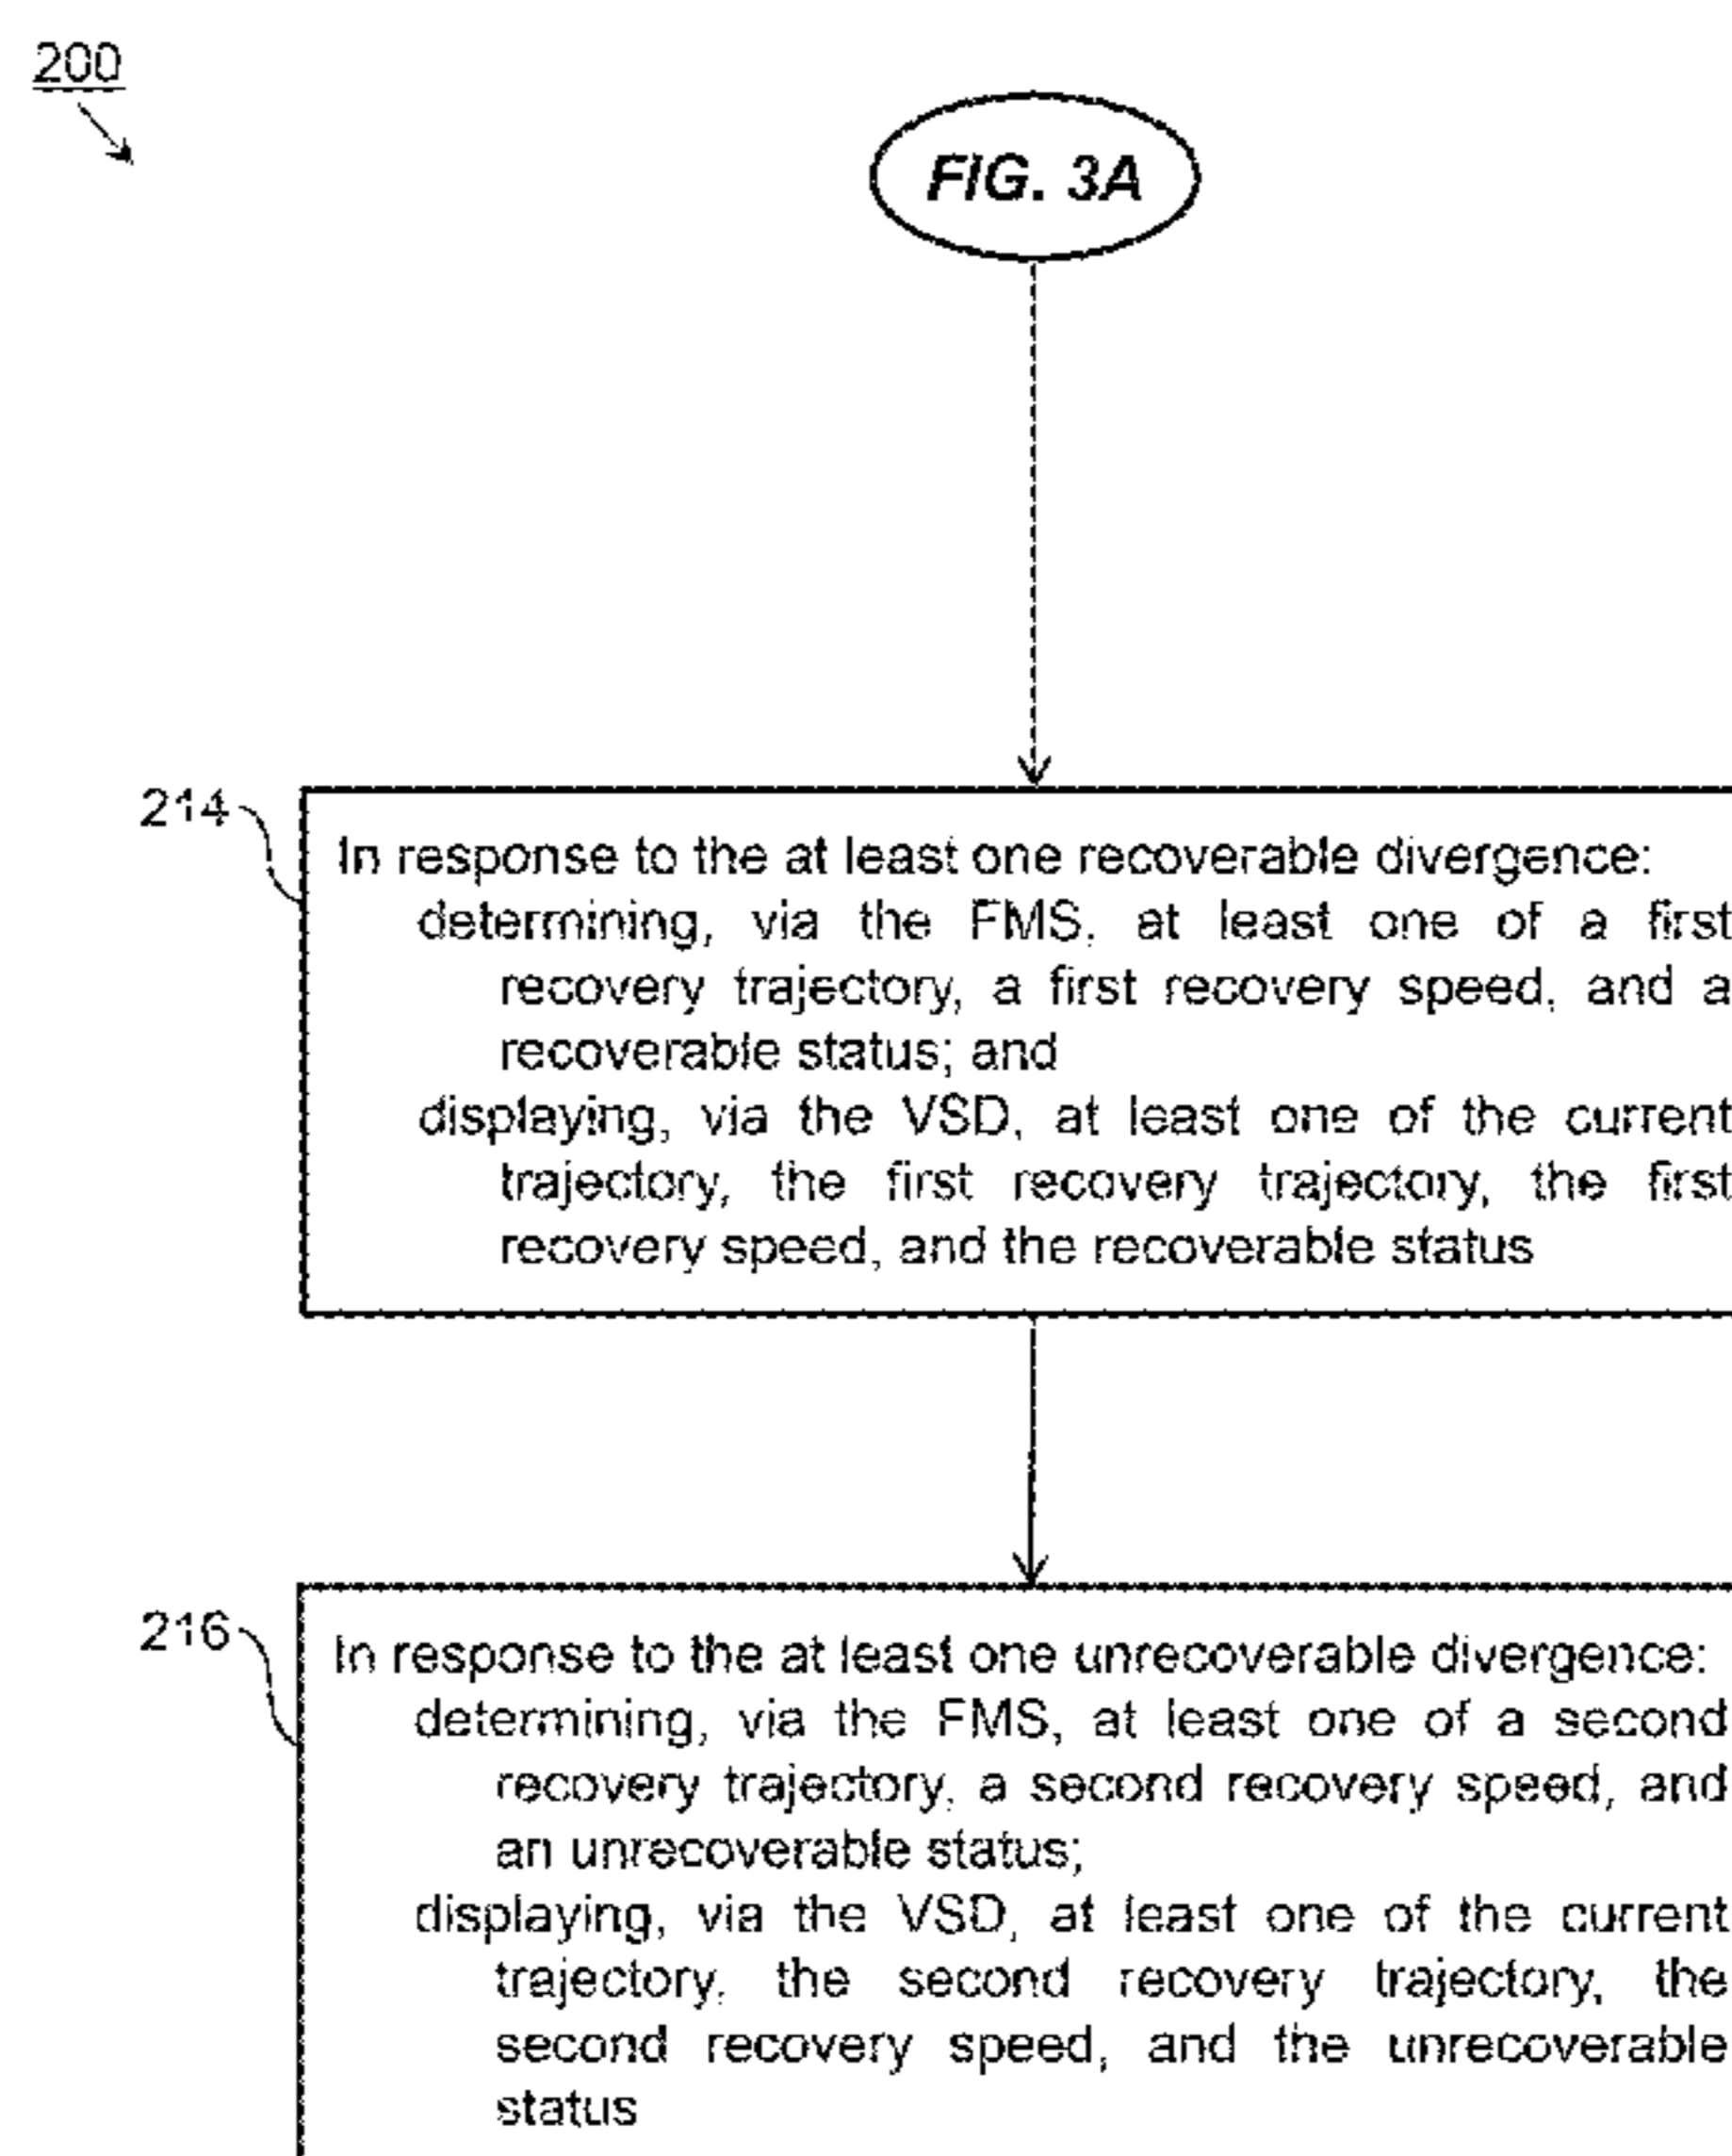 200
FIG. 3A
214
In response to the at least one recoverable divergence:
determining, via the FMS, at least one of a first
recovery trajectory, a first recovery speed, and a
recoverable status; and
displaying, via the VSD, at least one of the current
trajectory, the first recovery trajectory, the first
recovery speed, and the recoverable status
216
In response to the at least one unrecoverable divergence:
determining, via the FMS, at least one of a second
recovery trajectory, a second recovery speed, and
an unrecoverable status;
displaying, via the VSD, at least one of the current
trajectory, the second recovery trajectory, the
second recovery speed, and the unrecoverable
status